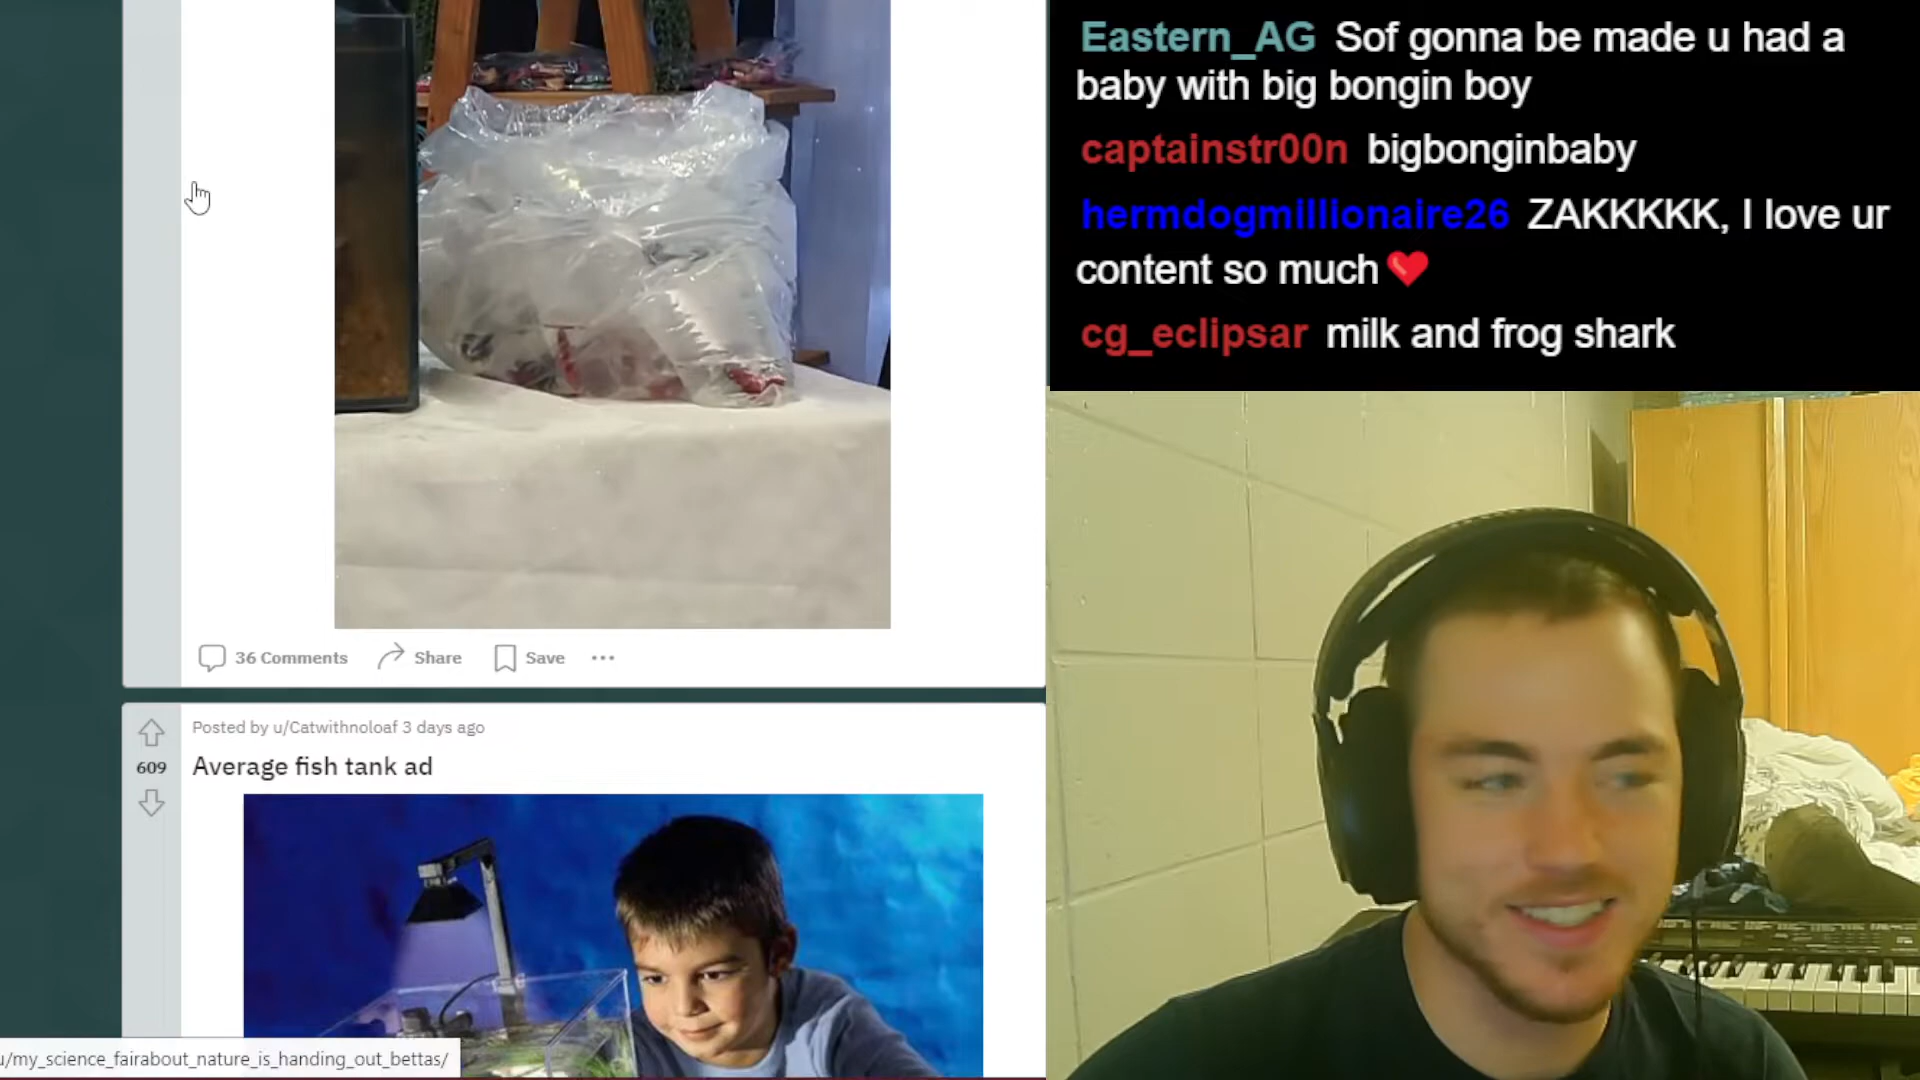 Eastern_AG Sof gonna be made u had a
baby with big bongin boy
captainstr00n bigbonginbaby
hermdogmillionaire26 ZAKKKKK, I love ur
content so much❤️
cg_eclipsar milk and frog shark
36 Comments Share Save
Posted by u/Catwithnoloaf 3 days ago
609
Average fish tank ad
u/my_science_fairabout_nature_is_handing_out_bettas/